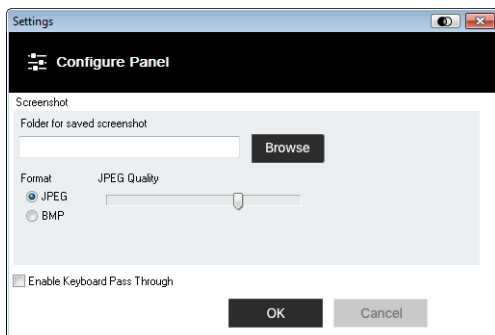 Settings
Configure Panel
Screenshot
Folder for saved screenshot
Browse
Format JPEG Quality
JPEG
BMP
Enable Keyboard Pass Through
OK Cancel